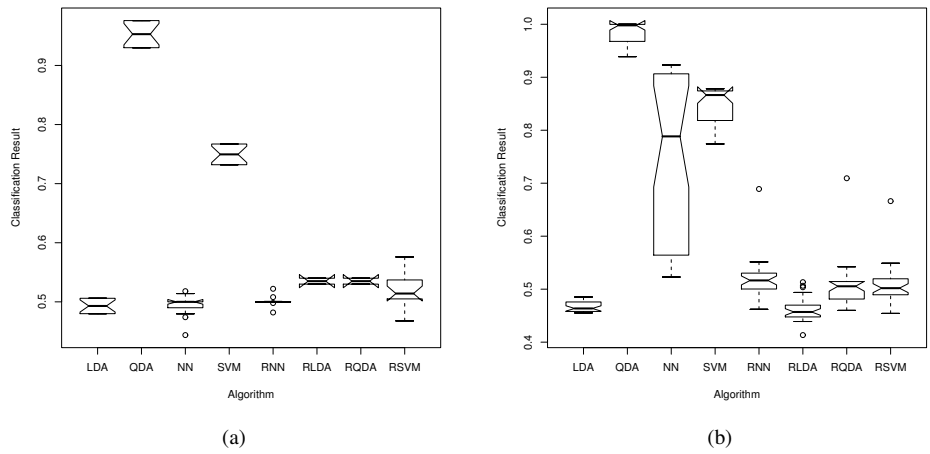 0.5 0.6 0.7 0.8 0.9
Classification Result
LDA QDA NN SVM RNN RLDA RQDA RSVM
Algorithm
(a)
0.4 0.5 0.6 0.7 0.8 0.9 1.0
Classification Result
LDA QDA NN SVM RNN RLDA RQDA RSVM
Algorithm
(b)